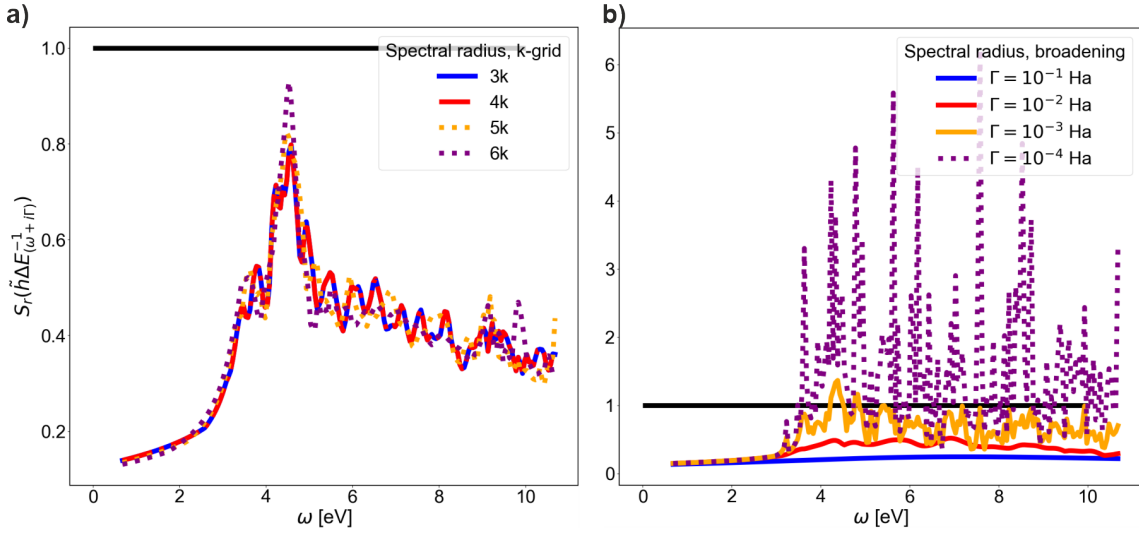 a)
Spectral radius, k-grid
3k
4k
5k
6k
1.0
0.8
0.6
0.4
0.2
S_r(h̃ΔE⁻¹_(ω+iΓ))
0 2 4 6 8 10
ω [eV]
b)
Spectral radius, broadening
Γ = 10⁻¹ Ha
Γ = 10⁻² Ha
Γ = 10⁻³ Ha
Γ = 10⁻⁴ Ha
6
5
4
3
2
1
0
0 2 4 6 8 10
ω [eV]